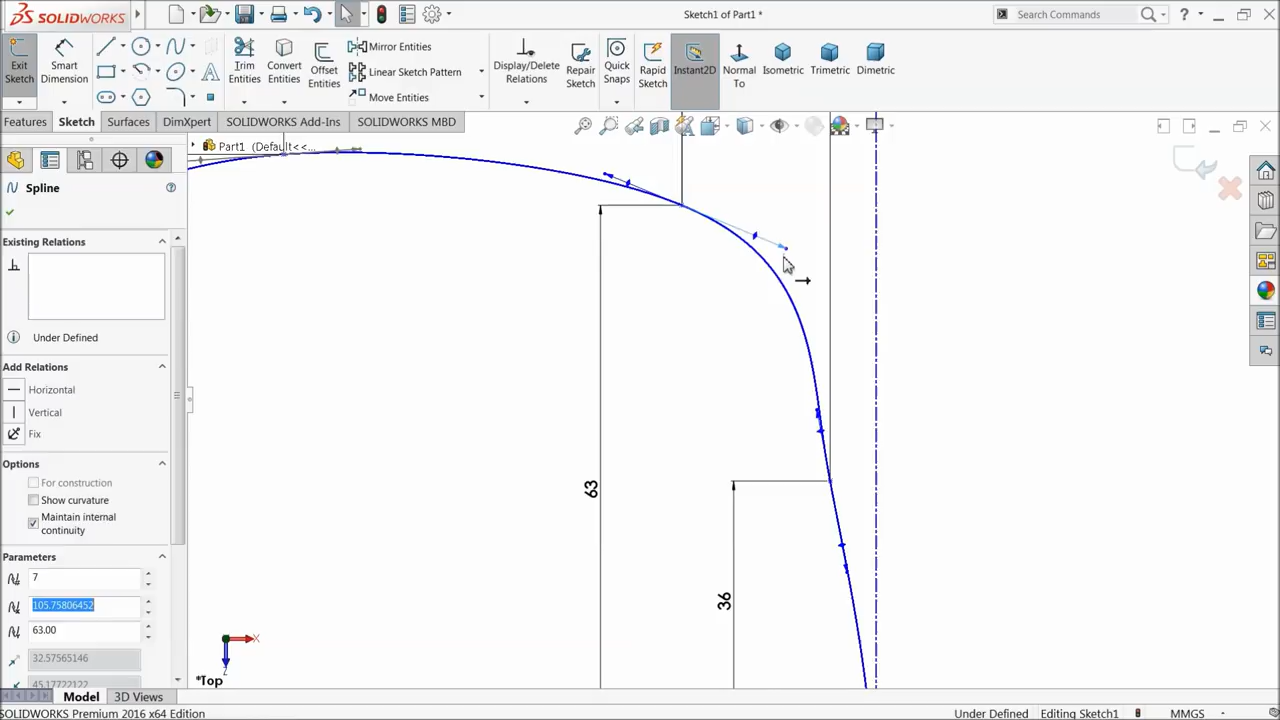 SOLIDWORKS
Sketch1 of Part1 *
Search Commands
?
Exit Sketch
Smart Dimension
Trim Entities
Convert Entities
Offset Entities
Mirror Entities
Linear Sketch Pattern
Move Entities
Display/Delete Relations
Repair Sketch
Quick Snaps
Rapid Sketch
Instant2D
Normal To
Isometric
Trimetric
Dimetric
Features
Sketch
Surfaces
DimXpert
SOLIDWORKS Add-Ins
SOLIDWORKS MBD
Part1 (Default<<...
Spline
Existing Relations
Under Defined
Add Relations
Horizontal
Vertical
Fix
Options
For construction
Show curvature
Maintain internal
continuity
Parameters
7
105.75806452
63.00
32.57565146
45.17722122
63
36
X
Z
*Top
Model
3D Views
SOLIDWORKS Premium 2016 x64 Edition
Under Defined
Editing Sketch1
MMGS